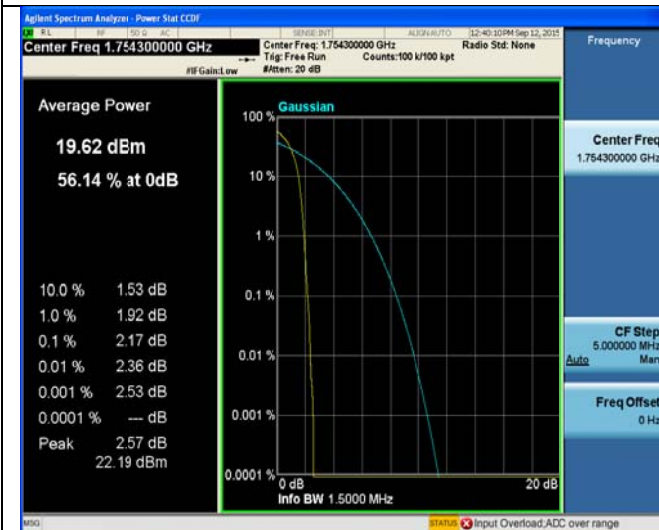 Agilent Spectrum Analyzer - Power Stat CCDF
RL RF 50 Ω AC SENSE:INT ALIGNAUTO 12:40:10PM Sep 12, 2015
Center Freq 1.754300000 GHz
Center Freq: 1.754300000 GHz Radio Std: None
Trig: Free Run Counts:100 k/100 kpt
#IFGain:Low #Atten: 20 dB
Frequency
Average Power
19.62 dBm
56.14 % at 0dB
10.0 % 1.53 dB
1.0 % 1.92 dB
0.1 % 2.17 dB
0.01 % 2.36 dB
0.001 % 2.53 dB
0.0001 % --- dB
Peak 2.57 dB
22.19 dBm
Gaussian
100 %
10 %
1 %
0.1 %
0.01 %
0.001 %
0.0001 %
0 dB 20 dB
Info BW 1.5000 MHz
Center Freq
1.754300000 GHz
CF Step
5.000000 MHz
Auto Man
Freq Offset
0 Hz
MSG STATUS Input Overload;ADC over range